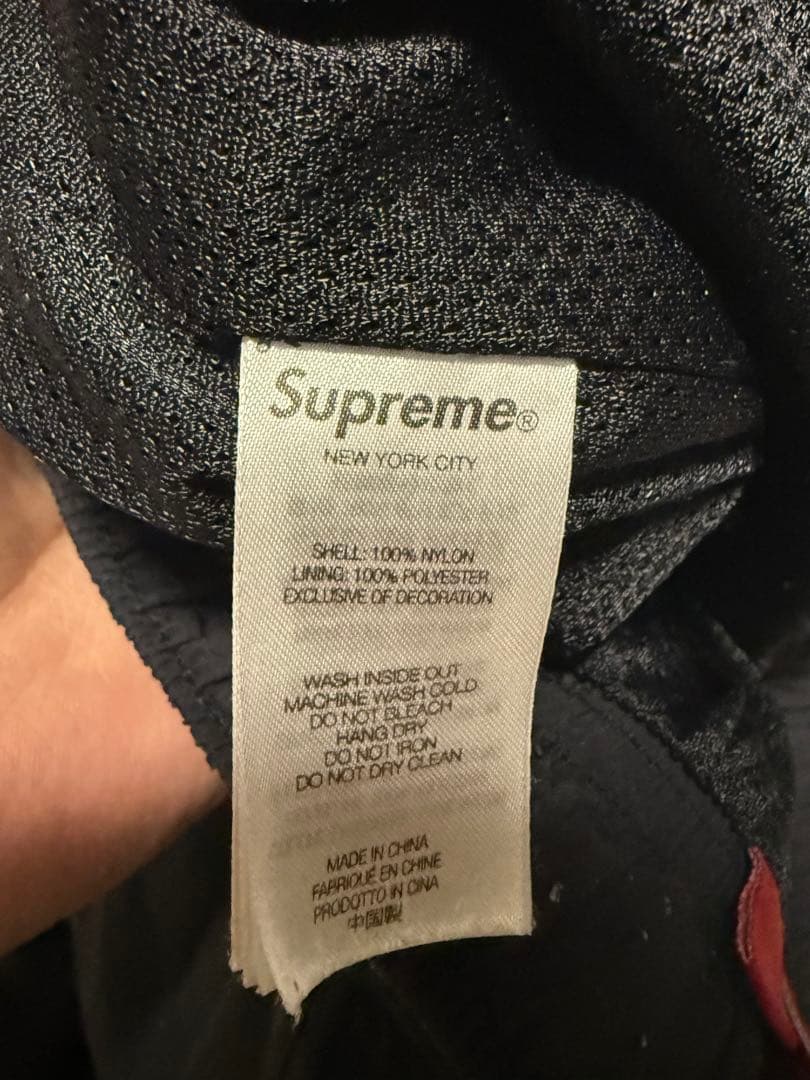 Supreme®
NEW YORK CITY
SHELL: 100% NYLON
LINING: 100% POLYESTER
EXCLUSIVE OF DECORATION
WASH INSIDE OUT
MACHINE WASH COLD
DO NOT BLEACH
HANG DRY
DO NOT IRON
DO NOT DRY CLEAN
MADE IN CHINA
FABRIQUÉ EN CHINE
PRODOTTO IN CINA
中国製